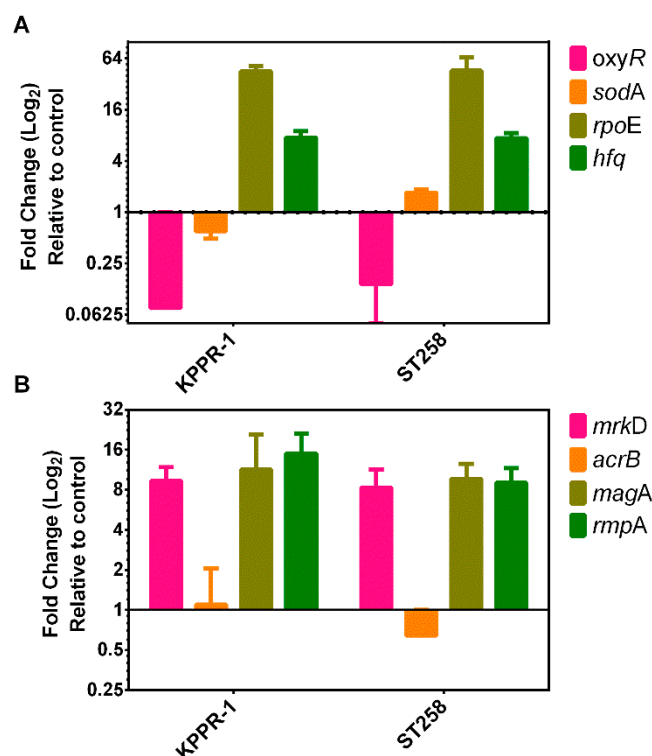 A
Fold Change (Log2)
Relative to control
64
16
4
1
0.25
0.0625
KPPR-1
ST258
oxyR
sodA
rpoE
hfq
B
Fold Change (Log2)
Relative to control
32
16
8
4
2
1
0.5
0.25
KPPR-1
ST258
mrkD
acrB
magA
rmpA